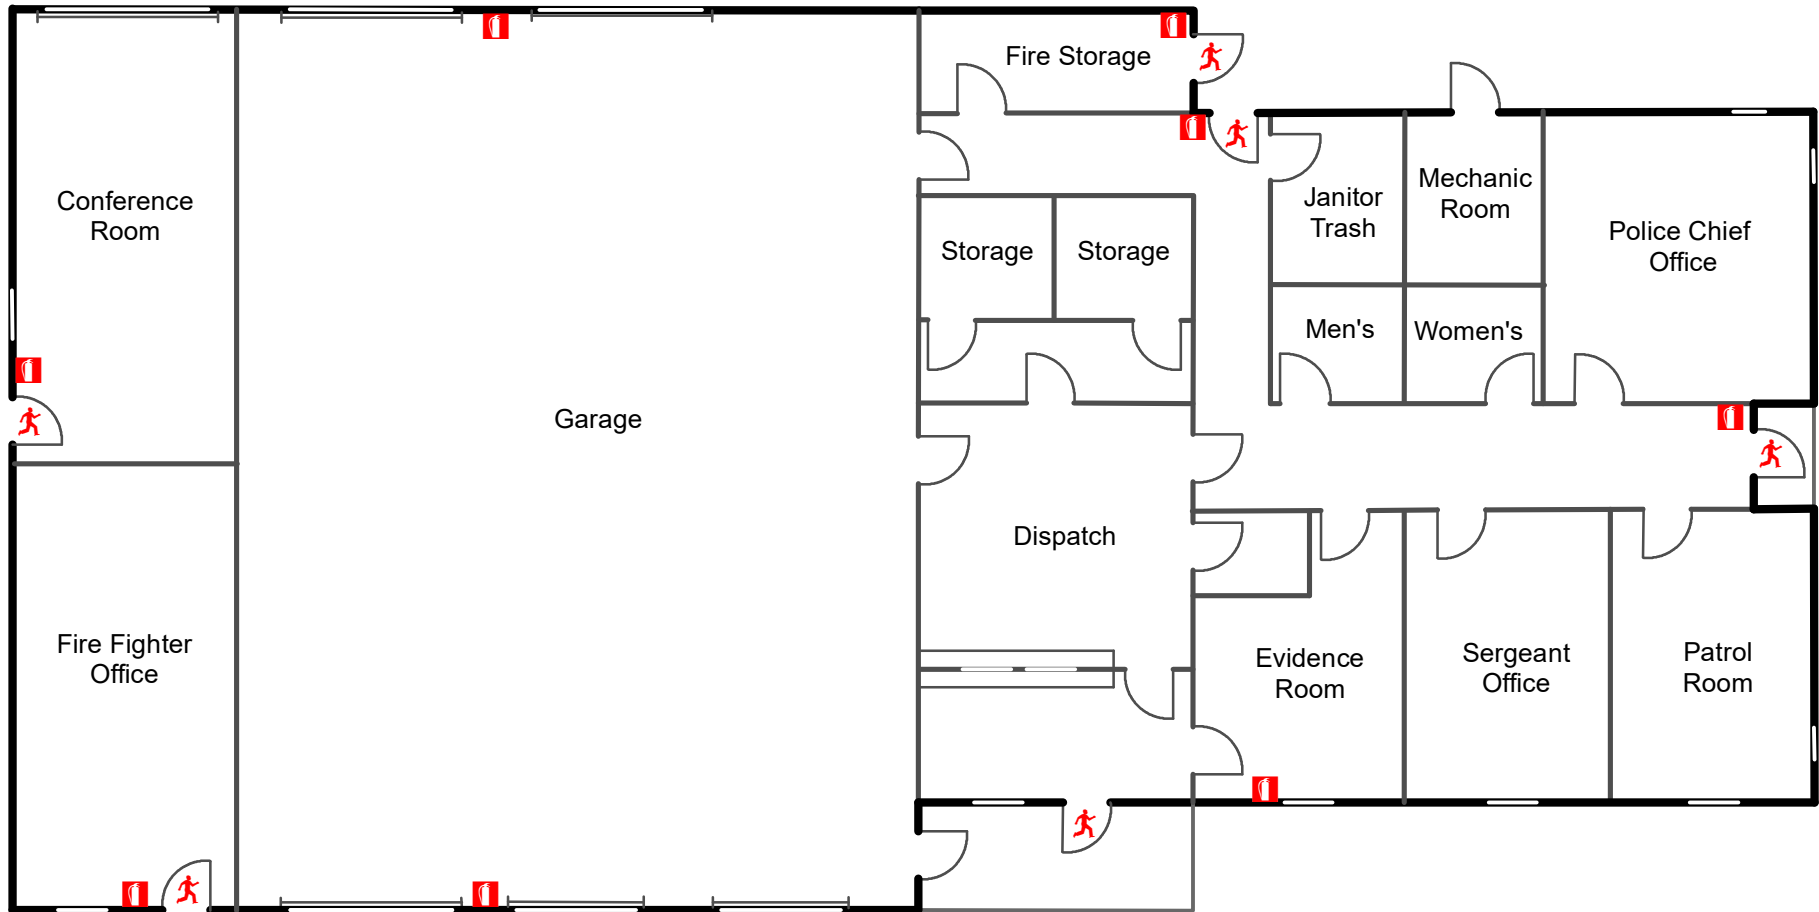 Fire Storage
Conference
Room
Janitor
Trash
Mechanic
Room
Police Chief
Office
Storage
Storage
Men's
Women's
Garage
Dispatch
Fire Fighter
Office
Evidence
Room
Sergeant
Office
Patrol
Room